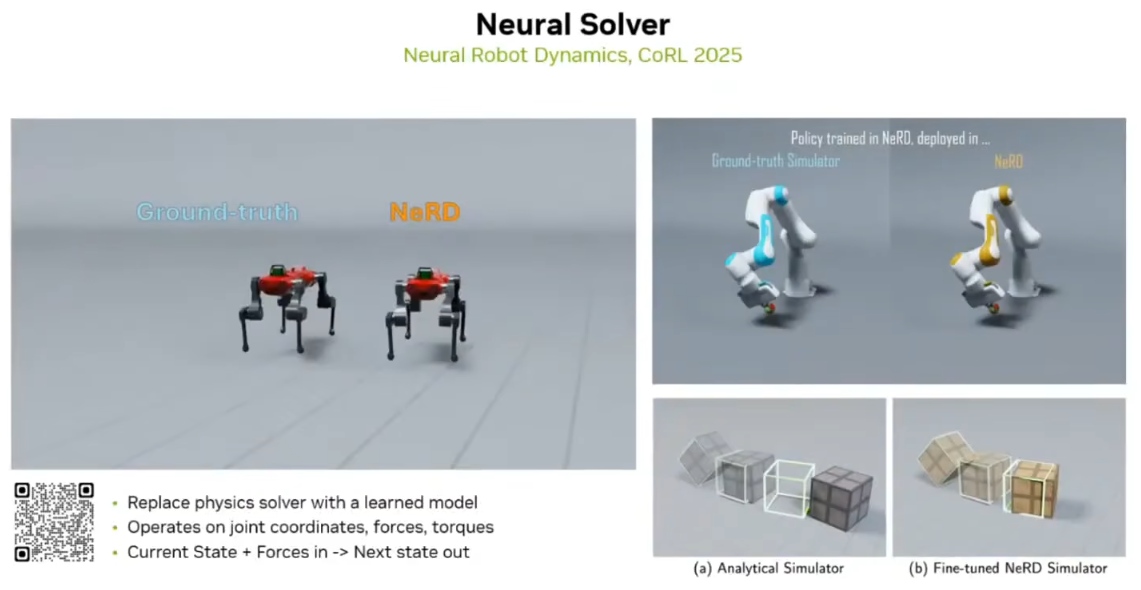 Neural Solver
Neural Robot Dynamics, CoRL 2025
Ground-truth
NeRD
Policy trained in NeRD, deployed in ...
Ground-truth Simulator
NeRD
• Replace physics solver with a learned model
• Operates on joint coordinates, forces, torques
• Current State + Forces in -> Next state out
(a) Analytical Simulator
(b) Fine-tuned NeRD Simulator